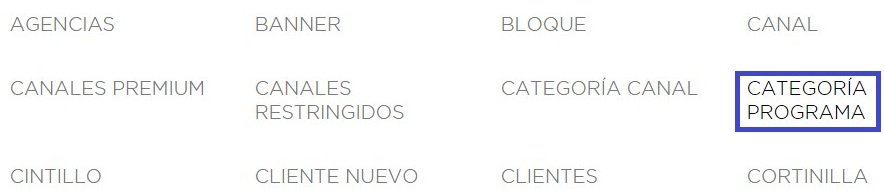 AGENCIAS BANNER BLOQUE CANAL
CANALES PREMIUM CANALES RESTRINGIDOS CATEGORÍA CANAL CATEGORÍA PROGRAMA
CINTILLO CLIENTE NUEVO CLIENTES CORTINILLA